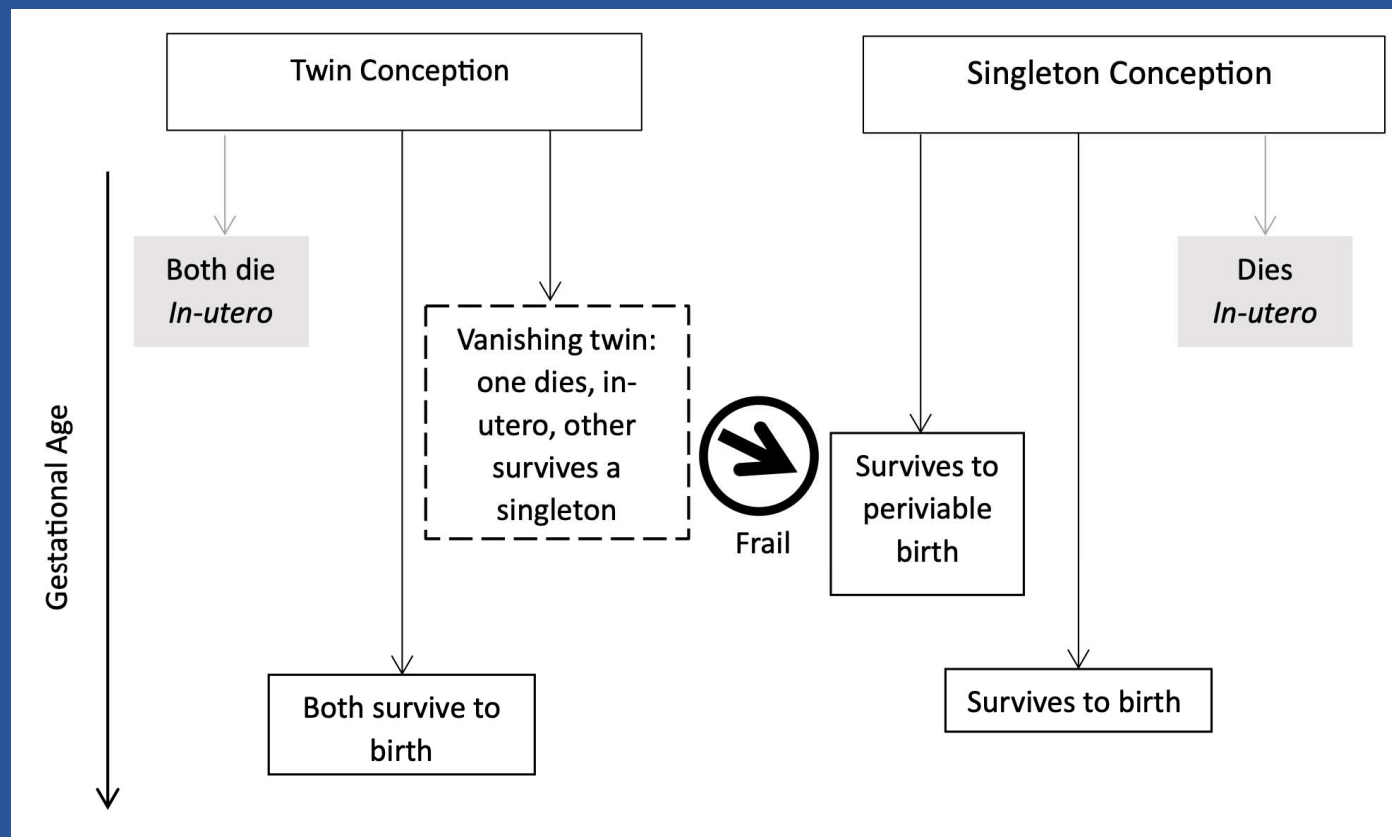 Twin Conception
Singleton Conception
Both die
In-utero
Dies
In-utero
Vanishing twin:
one dies, in-
utero, other
survives a
singleton
Frail
Survives to
periviable
birth
Gestational Age
Both survive to
birth
Survives to birth